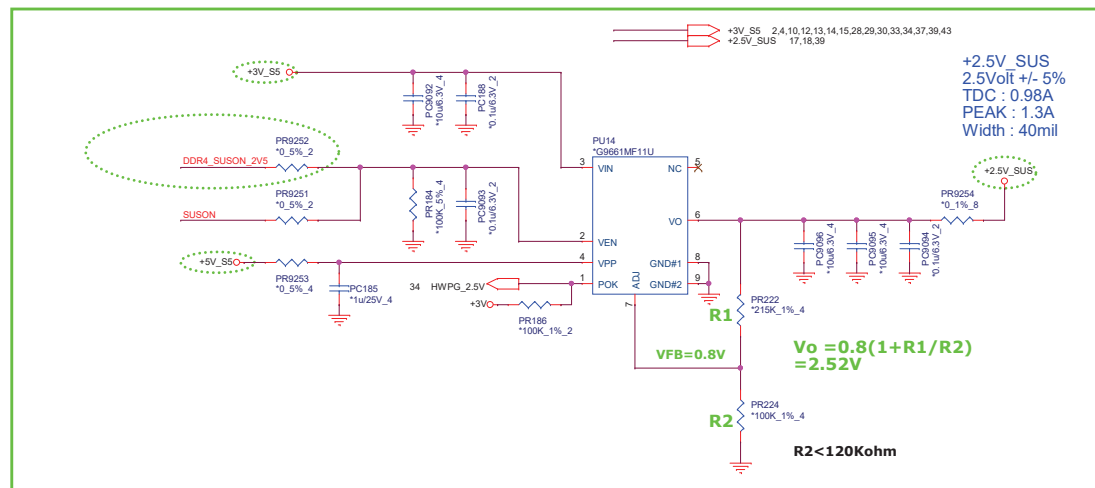 +3V_S5 2,4,10,12,13,14,15,28,29,30,33,34,37,39,43
+2.5V_SUS 17,18,39
+2.5V_SUS
2.5Volt +/- 5%
TDC : 0.98A
PEAK : 1.3A
Width : 40mil
+3V_S5
PC9092
*10u/6.3V_4
PC188
*0.1u/6.3V_2
PU14
*G9661MF11U
DDR4_SUSON_2V5
PR9252
*0_5%_2
PR9251
*0_5%_2
SUSON
PR184
*100K_5%_4
PC9093
*0.1u/6.3V_2
3
VIN
NC
5
VO
6
2
VEN
4
VPP
1
POK
ADJ
7
GND#1
8
GND#2
9
+5V_S5
PR9253
*0_5%_4
PC185
*1u/25V_4
34 HWPG_2.5V
+3V
PR186
*100K_1%_2
PC9096
*10u/6.3V_4
PC9095
*10u/6.3V_4
PC9094
*0.1u/6.3V_2
PR9254
*0_1%_8
+2.5V_SUS
R1
PR222
*215K_1%_4
VFB=0.8V
Vo =0.8(1+R1/R2)
=2.52V
R2
PR224
*100K_1%_4
R2<120Kohm